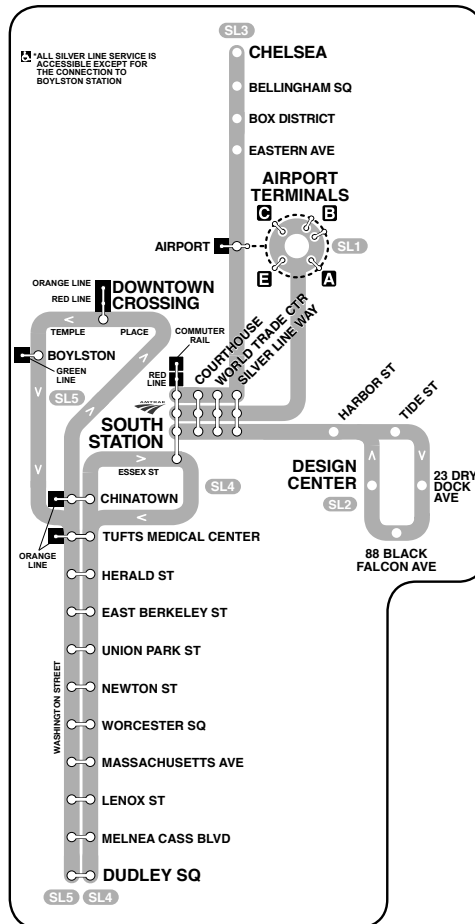 SL3
*ALL SILVER LINE SERVICE IS
ACCESSIBLE EXCEPT FOR
THE CONNECTION TO
BOYLSTON STATION
CHELSEA
BELLINGHAM SQ
BOX DISTRICT
EASTERN AVE
AIRPORT
TERMINALS
C
B
SL1
AIRPORT
E
A
ORANGE LINE
RED LINE
DOWNTOWN
CROSSING
TEMPLE
PLACE
COMMUTER
RAIL
RED
LINE
COURTHOUSE
WORLD TRADE CTR
SILVER LINE WAY
BOYLSTON
GREEN
LINE
SL5
AMTRAK
SOUTH
STATION
HARBOR ST
TIDE ST
ESSEX ST
SL4
DESIGN
CENTER
SL2
23 DRY
DOCK
AVE
88 BLACK
FALCON AVE
CHINATOWN
ORANGE
LINE
TUFTS MEDICAL CENTER
HERALD ST
EAST BERKELEY ST
UNION PARK ST
WASHINGTON STREET
NEWTON ST
WORCESTER SQ
MASSACHUSETTS AVE
LENOX ST
MELNEA CASS BLVD
DUDLEY SQ
SL5
SL4